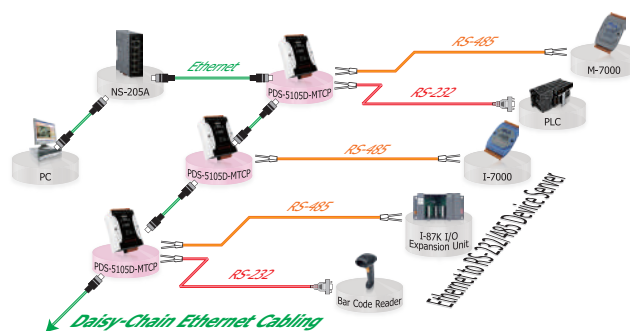 NS-205A
Ethernet
PDS-5105D-MTCP
RS-485
M-7000
RS-232
PLC
PC
PDS-5105D-MTCP
RS-485
I-7000
PDS-5105D-MTCP
RS-485
I-87K I/O
Expansion Unit
RS-232
Bar Code Reader
Ethernet to RS-232/485 Device Server
Daisy-Chain Ethernet Cabling